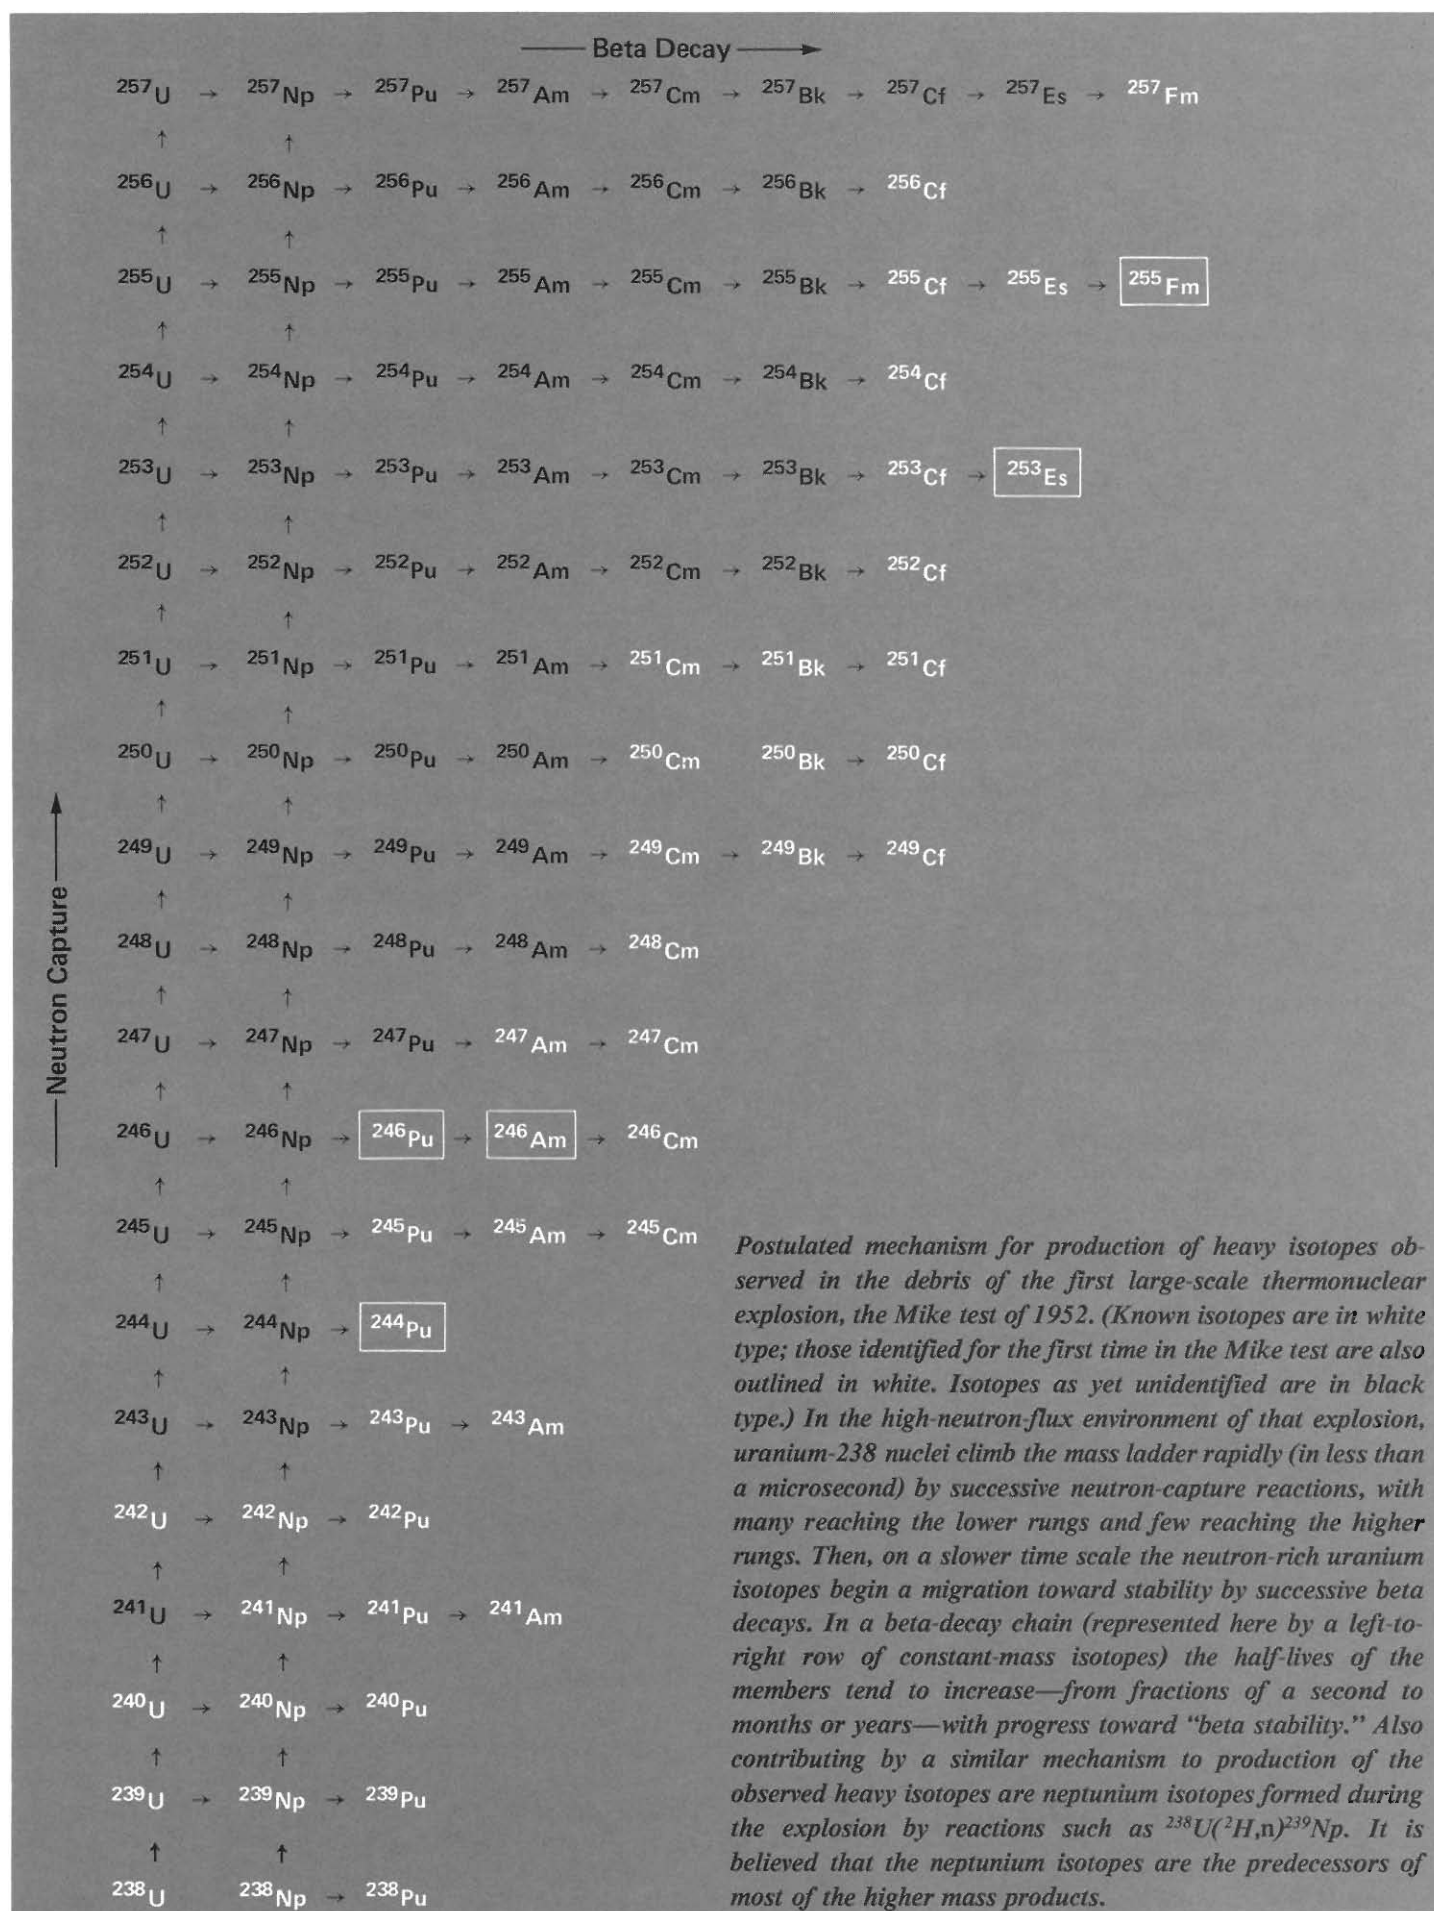 Beta Decay
²⁵⁷U → ²⁵⁷Np → ²⁵⁷Pu → ²⁵⁷Am → ²⁵⁷Cm → ²⁵⁷Bk → ²⁵⁷Cf → ²⁵⁷Es → ²⁵⁷Fm
²⁵⁶U → ²⁵⁶Np → ²⁵⁶Pu → ²⁵⁶Am → ²⁵⁶Cm → ²⁵⁶Bk → ²⁵⁶Cf
²⁵⁵U → ²⁵⁵Np → ²⁵⁵Pu → ²⁵⁵Am → ²⁵⁵Cm → ²⁵⁵Bk → ²⁵⁵Cf → ²⁵⁵Es → ²⁵⁵Fm
²⁵⁴U → ²⁵⁴Np → ²⁵⁴Pu → ²⁵⁴Am → ²⁵⁴Cm → ²⁵⁴Bk → ²⁵⁴Cf
²⁵³U → ²⁵³Np → ²⁵³Pu → ²⁵³Am → ²⁵³Cm → ²⁵³Bk → ²⁵³Cf → ²⁵³Es
²⁵²U → ²⁵²Np → ²⁵²Pu → ²⁵²Am → ²⁵²Cm → ²⁵²Bk → ²⁵²Cf
²⁵¹U → ²⁵¹Np → ²⁵¹Pu → ²⁵¹Am → ²⁵¹Cm → ²⁵¹Bk → ²⁵¹Cf
²⁵⁰U → ²⁵⁰Np → ²⁵⁰Pu → ²⁵⁰Am → ²⁵⁰Cm ²⁵⁰Bk → ²⁵⁰Cf
²⁴⁹U → ²⁴⁹Np → ²⁴⁹Pu → ²⁴⁹Am → ²⁴⁹Cm → ²⁴⁹Bk → ²⁴⁹Cf
²⁴⁸U → ²⁴⁸Np → ²⁴⁸Pu → ²⁴⁸Am → ²⁴⁸Cm
²⁴⁷U → ²⁴⁷Np → ²⁴⁷Pu → ²⁴⁷Am → ²⁴⁷Cm
²⁴⁶U → ²⁴⁶Np → ²⁴⁶Pu → ²⁴⁶Am → ²⁴⁶Cm
²⁴⁵U → ²⁴⁵Np → ²⁴⁵Pu → ²⁴⁵Am → ²⁴⁵Cm
²⁴⁴U → ²⁴⁴Np → ²⁴⁴Pu
²⁴³U → ²⁴³Np → ²⁴³Pu → ²⁴³Am
²⁴²U → ²⁴²Np → ²⁴²Pu
²⁴¹U → ²⁴¹Np → ²⁴¹Pu → ²⁴¹Am
²⁴⁰U → ²⁴⁰Np → ²⁴⁰Pu
²³⁹U → ²³⁹Np → ²³⁹Pu
²³⁸U ²³⁸Np → ²³⁸Pu
Neutron Capture
Postulated mechanism for production of heavy isotopes ob-
served in the debris of the first large-scale thermonuclear
explosion, the Mike test of 1952. (Known isotopes are in white
type; those identified for the first time in the Mike test are also
outlined in white. Isotopes as yet unidentified are in black
type.) In the high-neutron-flux environment of that explosion,
uranium-238 nuclei climb the mass ladder rapidly (in less than
a microsecond) by successive neutron-capture reactions, with
many reaching the lower rungs and few reaching the higher
rungs. Then, on a slower time scale the neutron-rich uranium
isotopes begin a migration toward stability by successive beta
decays. In a beta-decay chain (represented here by a left-to-
right row of constant-mass isotopes) the half-lives of the
members tend to increase—from fractions of a second to
months or years—with progress toward “beta stability.” Also
contributing by a similar mechanism to production of the
observed heavy isotopes are neptunium isotopes formed during
the explosion by reactions such as ²³⁸U(²H,n)²³⁹Np. It is
believed that the neptunium isotopes are the predecessors of
most of the higher mass products.